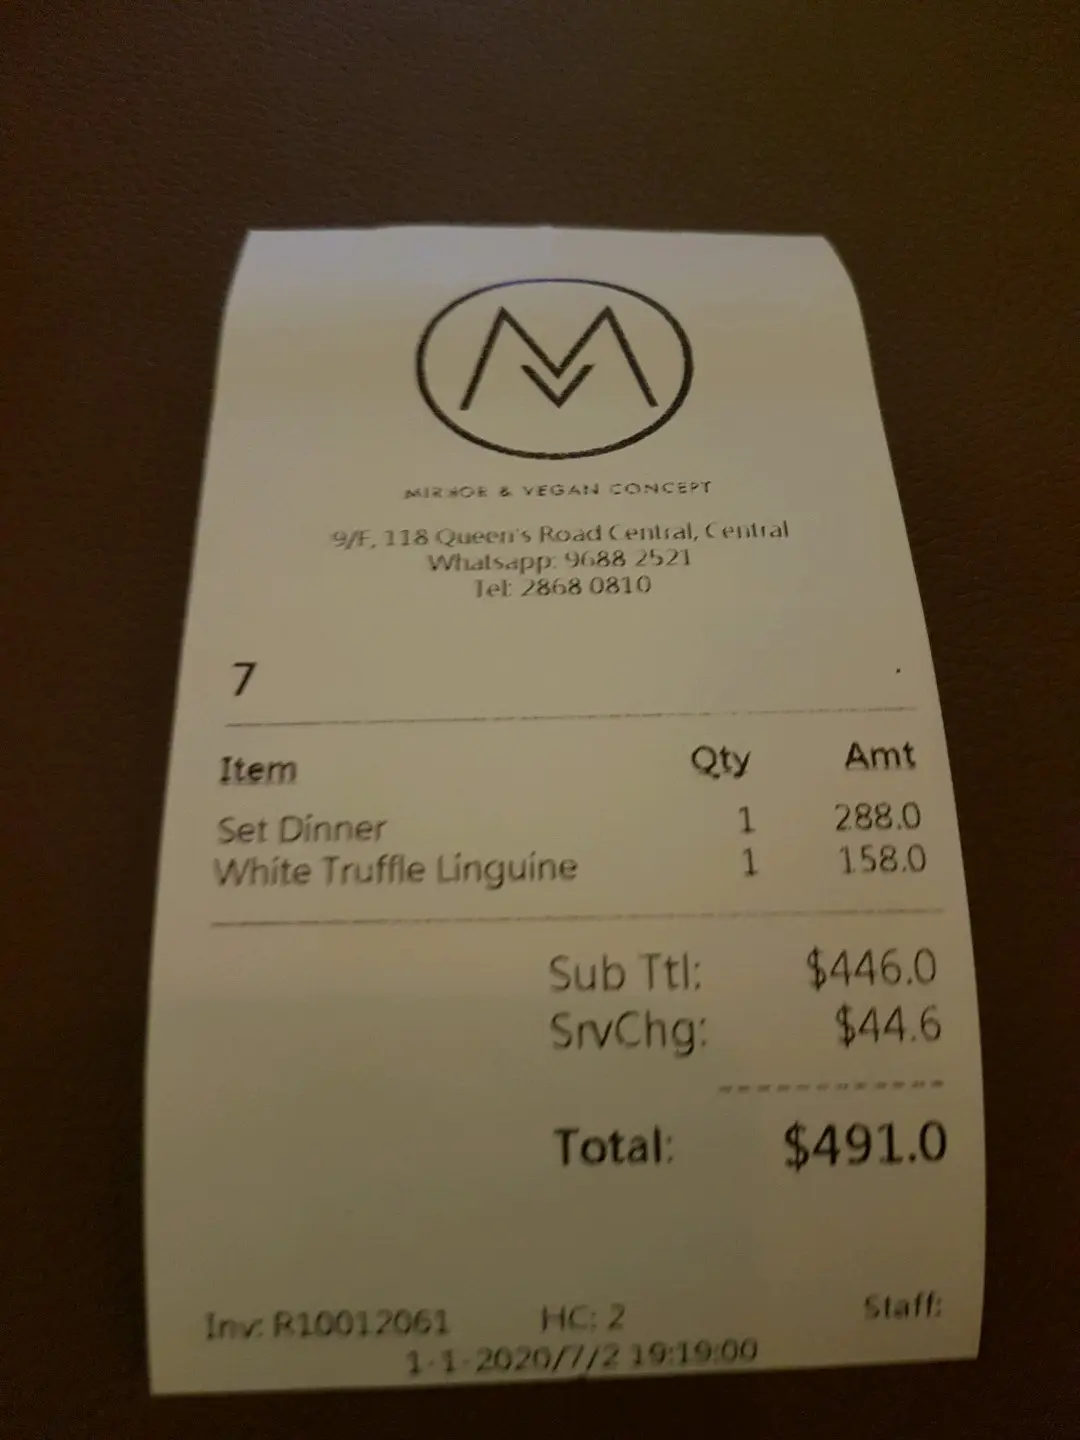 & VEGAN CONCEPT
9/F, 118 Queen's Road Central, Central
Whatsapp: 9688 2521
Tel: 2868 0810
7
Item Qty Amt
Set Dinner 1 288.0
White Truffle Linguine 1 158.0
Sub Ttl: $446.0
SrvChg: $44.6
Total: $491.0
Inv: R10012061 HC: 2 Staff:
1-1-2020/7/2 19:19:00